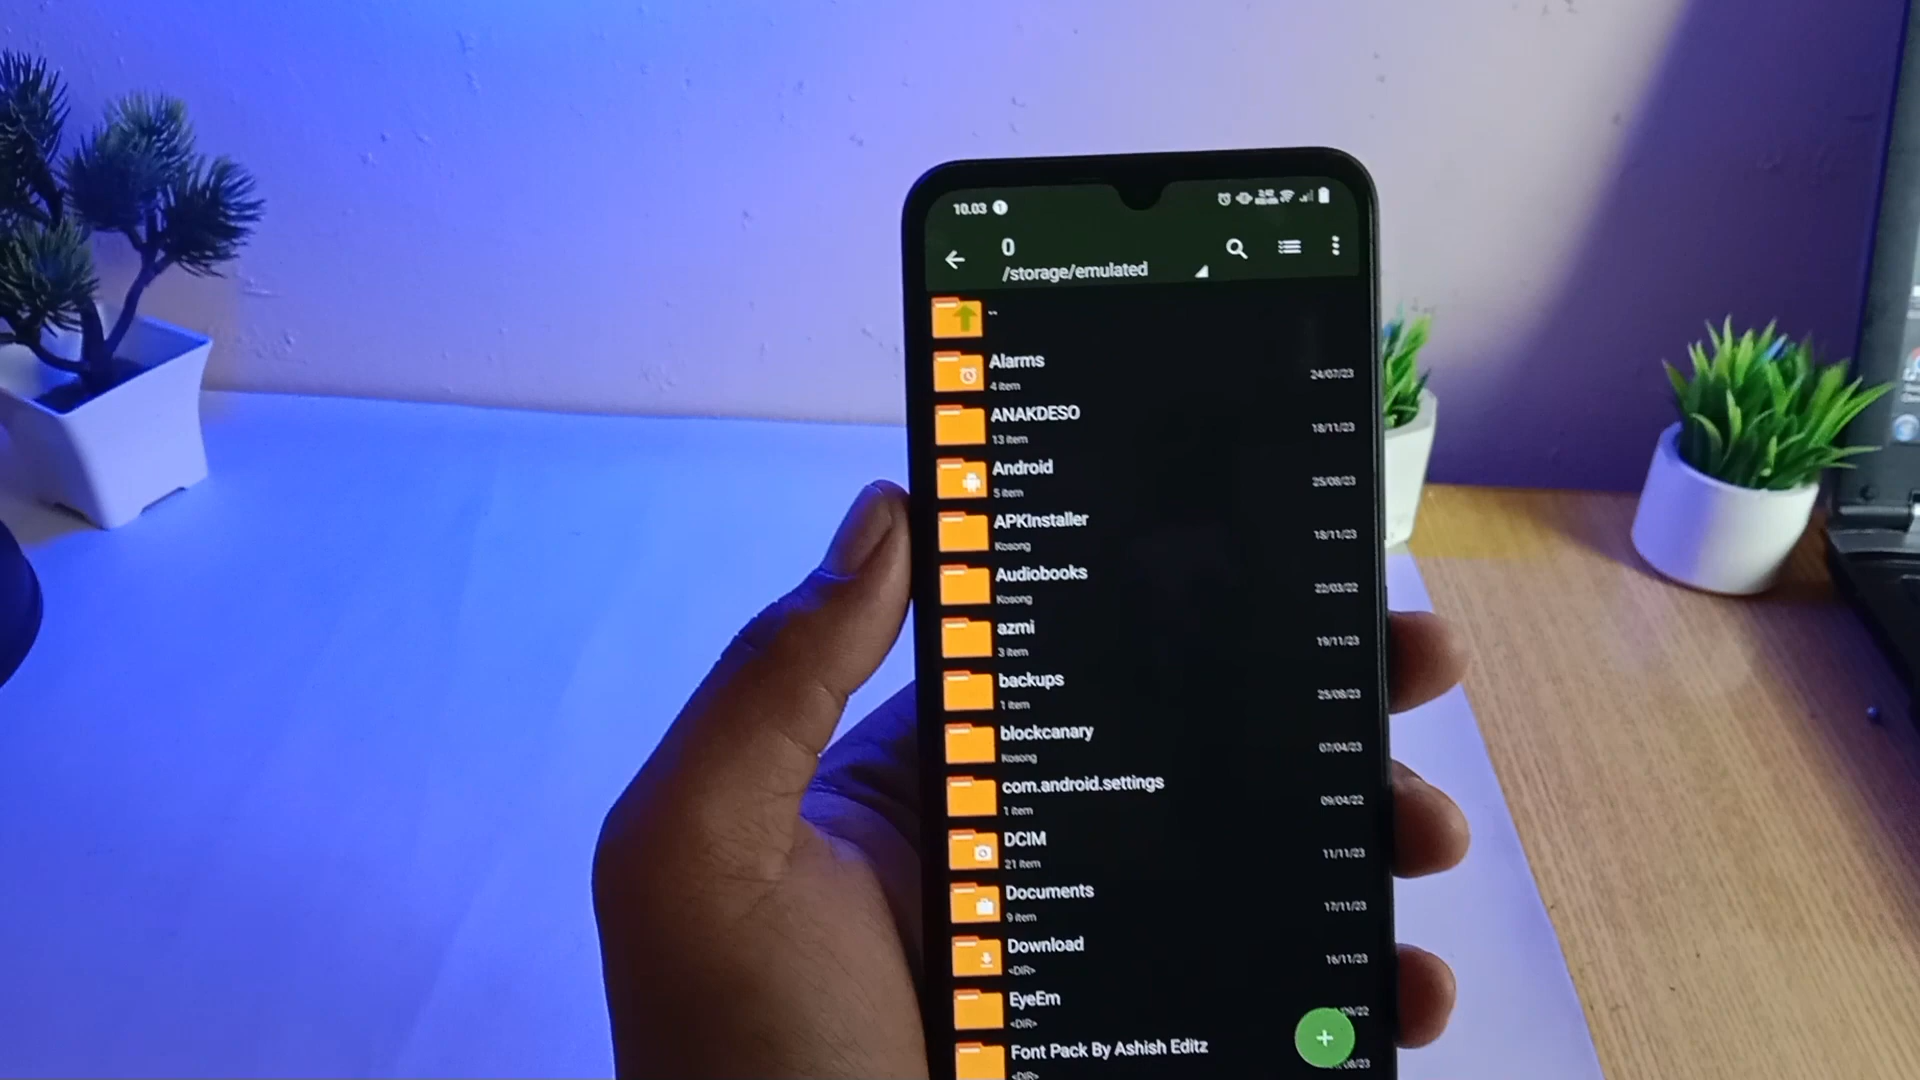 10.03
0
/storage/emulated
..
Alarms
4 item
24/07/23
ANAKDESO
13 item
18/11/23
Android
5 item
25/08/23
APKInstaller
Kosong
18/11/23
Audiobooks
Kosong
22/03/22
azmi
3 item
19/11/23
backups
1 item
25/08/23
blockcanary
Kosong
07/04/23
com.android.settings
1 item
09/04/22
DCIM
21 item
11/11/23
Documents
9 item
17/11/23
Download
<DIR>
16/11/23
EyeEm
<DIR>
Font Pack By Ashish Editz
<DIR>